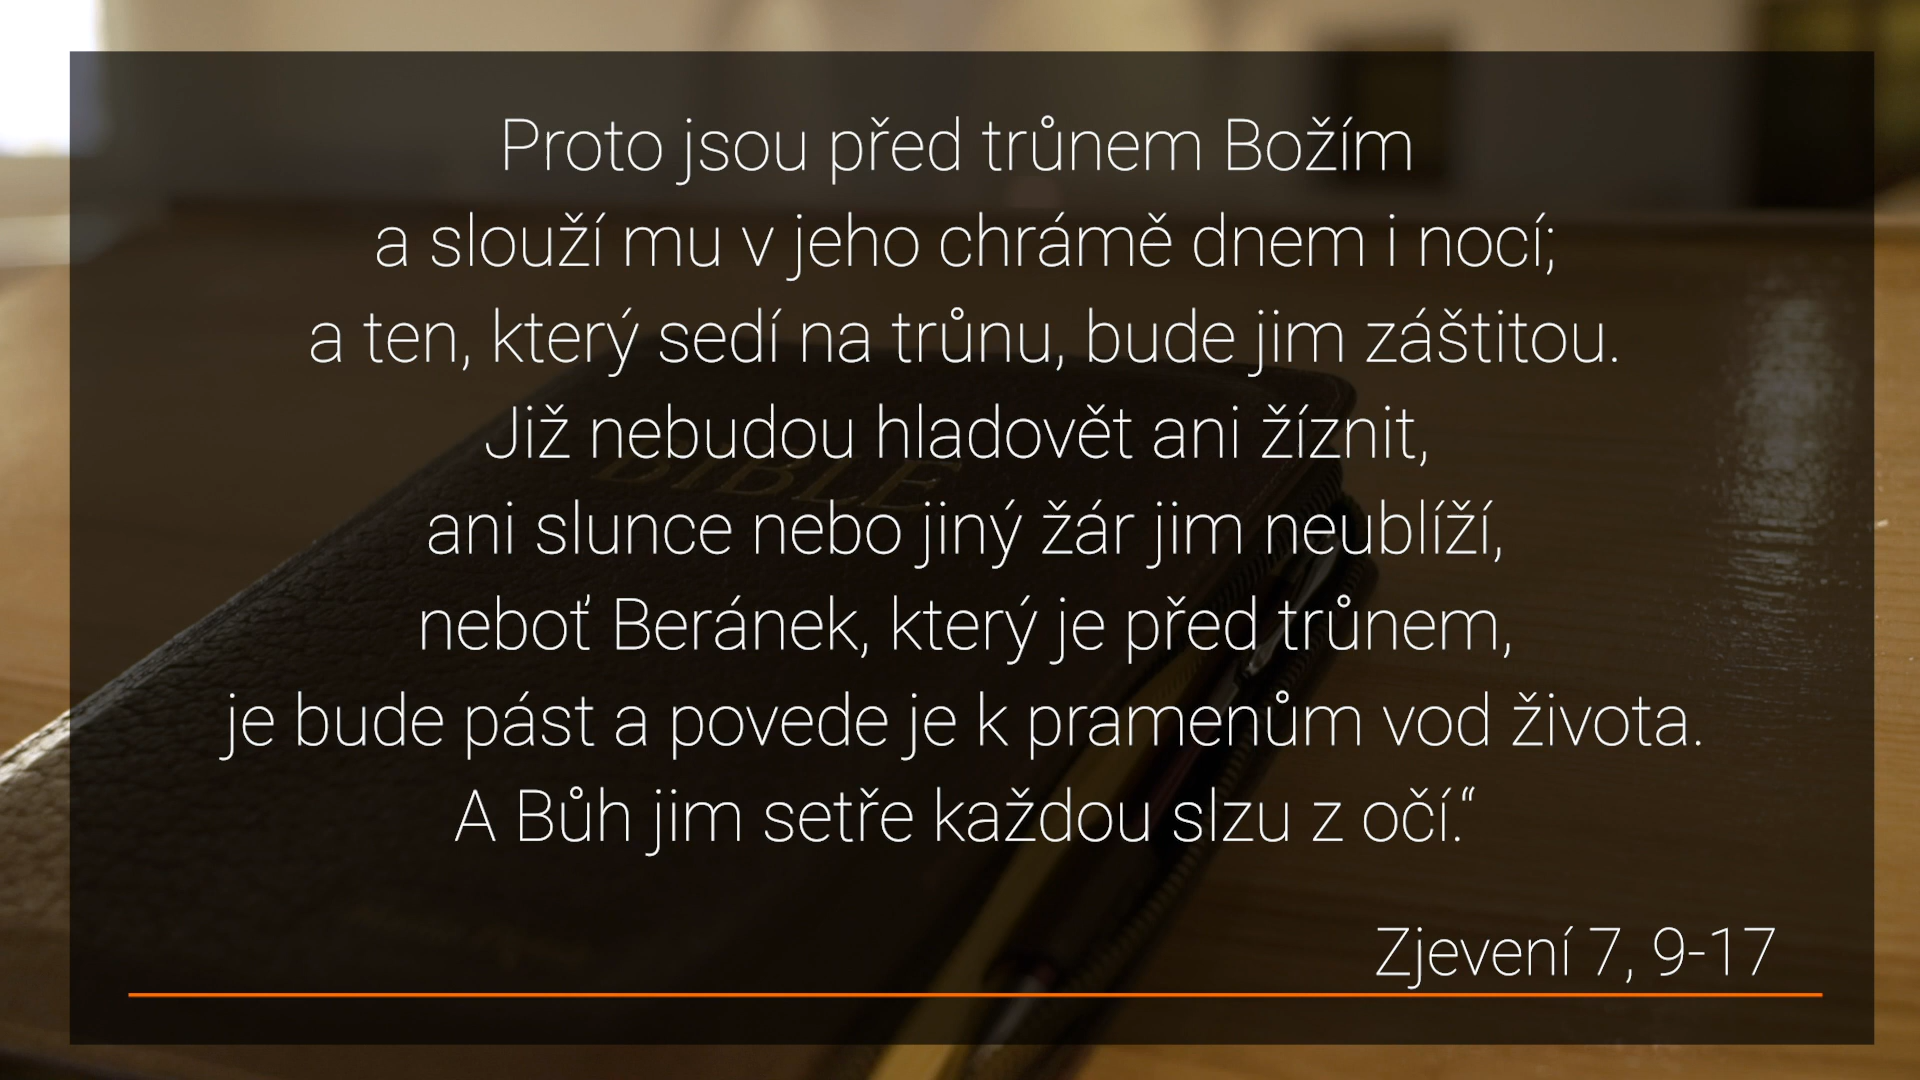 Proto jsou před trůnem Božím
a slouží mu v jeho chrámě dnem i nocí;
a ten, který sedí na trůnu, bude jim záštitou.
Již nebudou hladovět ani žíznit,
BIBLE
ani slunce nebo jiný žár jim neublíží,
neboť Beránek, který je před trůnem,
je bude pást a povede je k pramenům vod života.
A Bůh jim setře každou slzu z očí.“
Zjevení 7, 9-17